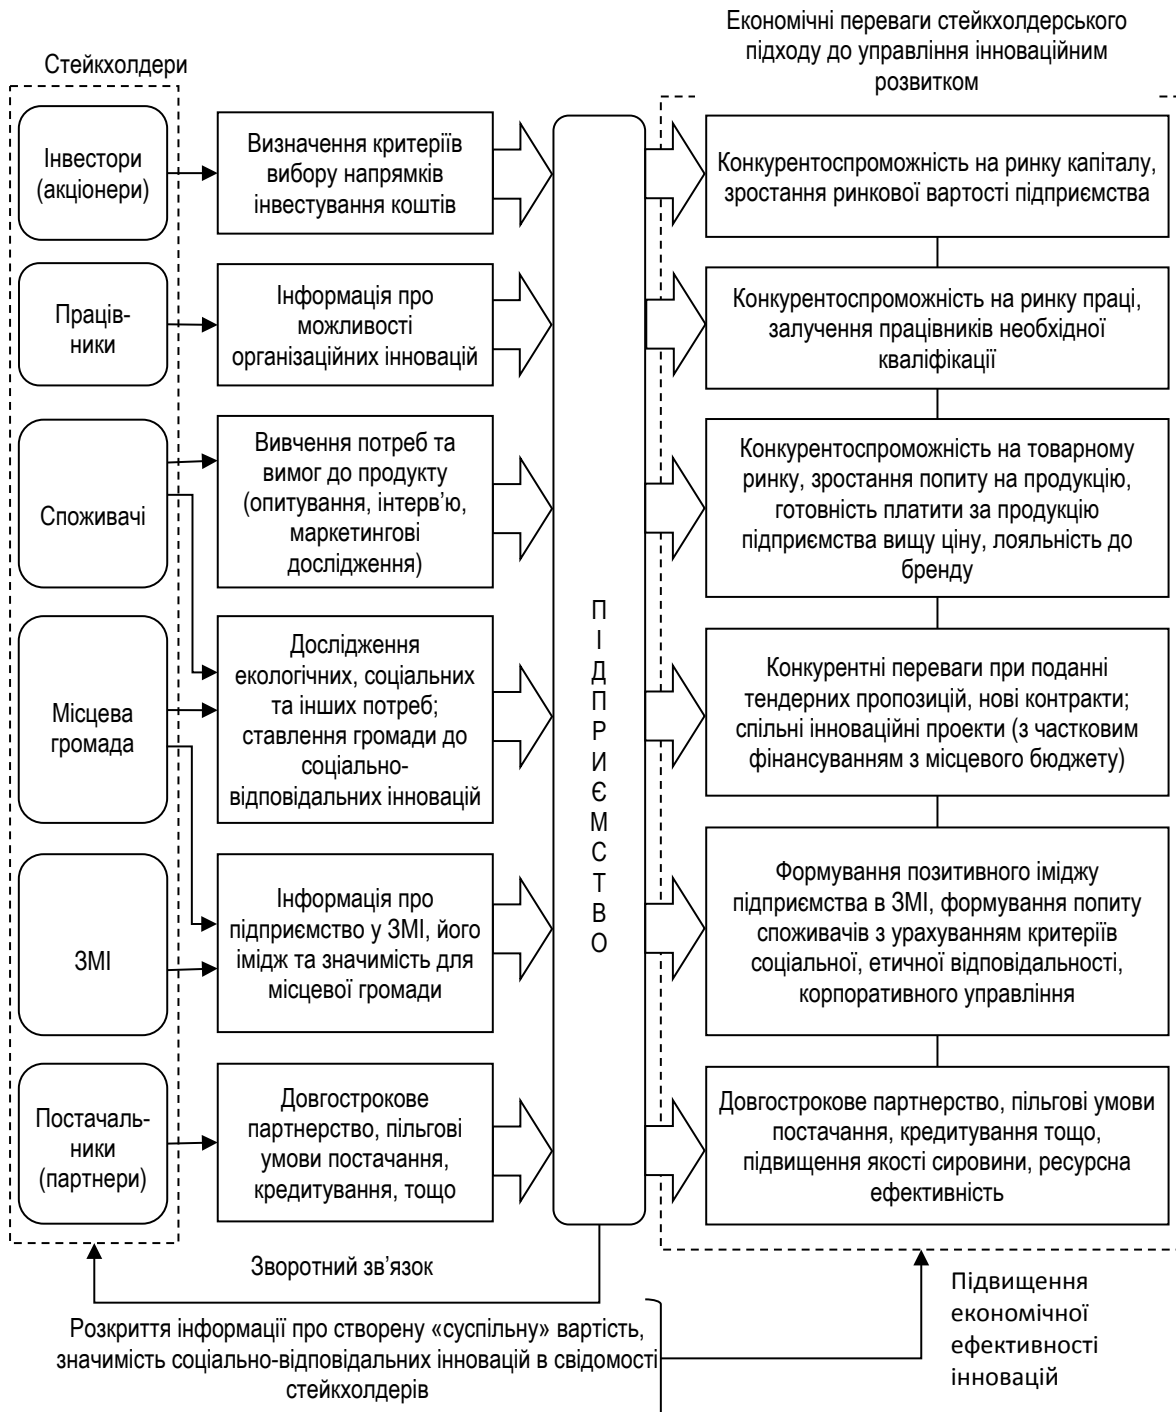 Економічні переваги стейкхолдерського
підходу до управління інноваційним
розвитком
Стейкхолдери
Інвестори
(акціонери)
Визначення критеріїв
вибору напрямків
інвестування коштів
Конкурентоспроможність на ринку капіталу,
зростання ринкової вартості підприємства
Праців-
ники
Інформація про
можливості
організаційних інновацій
Конкурентоспроможність на ринку праці,
залучення працівників необхідної
кваліфікації
Споживачі
Вивчення потреб та
вимог до продукту
(опитування, інтерв’ю,
маркетингові
дослідження)
Конкурентоспроможність на товарному
ринку, зростання попиту на продукцію,
готовність платити за продукцію
підприємства вищу ціну, лояльність до
бренду
Місцева
громада
Дослідження
екологічних, соціальних
та інших потреб;
ставлення громади до
соціально-
відповідальних інновацій
П
І
Д
П
Р
И
Є
М
С
Т
В
О
Конкурентні переваги при поданні
тендерних пропозицій, нові контракти;
спільні інноваційні проекти (з частковим
фінансуванням з місцевого бюджету)
ЗМІ
Інформація про
підприємство у ЗМІ, його
імідж та значимість для
місцевої громади
Формування позитивного іміджу
підприємства в ЗМІ, формування попиту
споживачів з урахуванням критеріїв
соціальної, етичної відповідальності,
корпоративного управління
Постачаль-
ники
(партнери)
Довгострокове
партнерство, пільгові
умови постачання,
кредитування, тощо
Довгострокове партнерство, пільгові умови
постачання, кредитування тощо,
підвищення якості сировини, ресурсна
ефективність
Зворотний зв’язок
Розкриття інформації про створену «суспільну» вартість,
значимість соціально-відповідальних інновацій в свідомості
стейкхолдерів
Підвищення
економічної
ефективності
інновацій